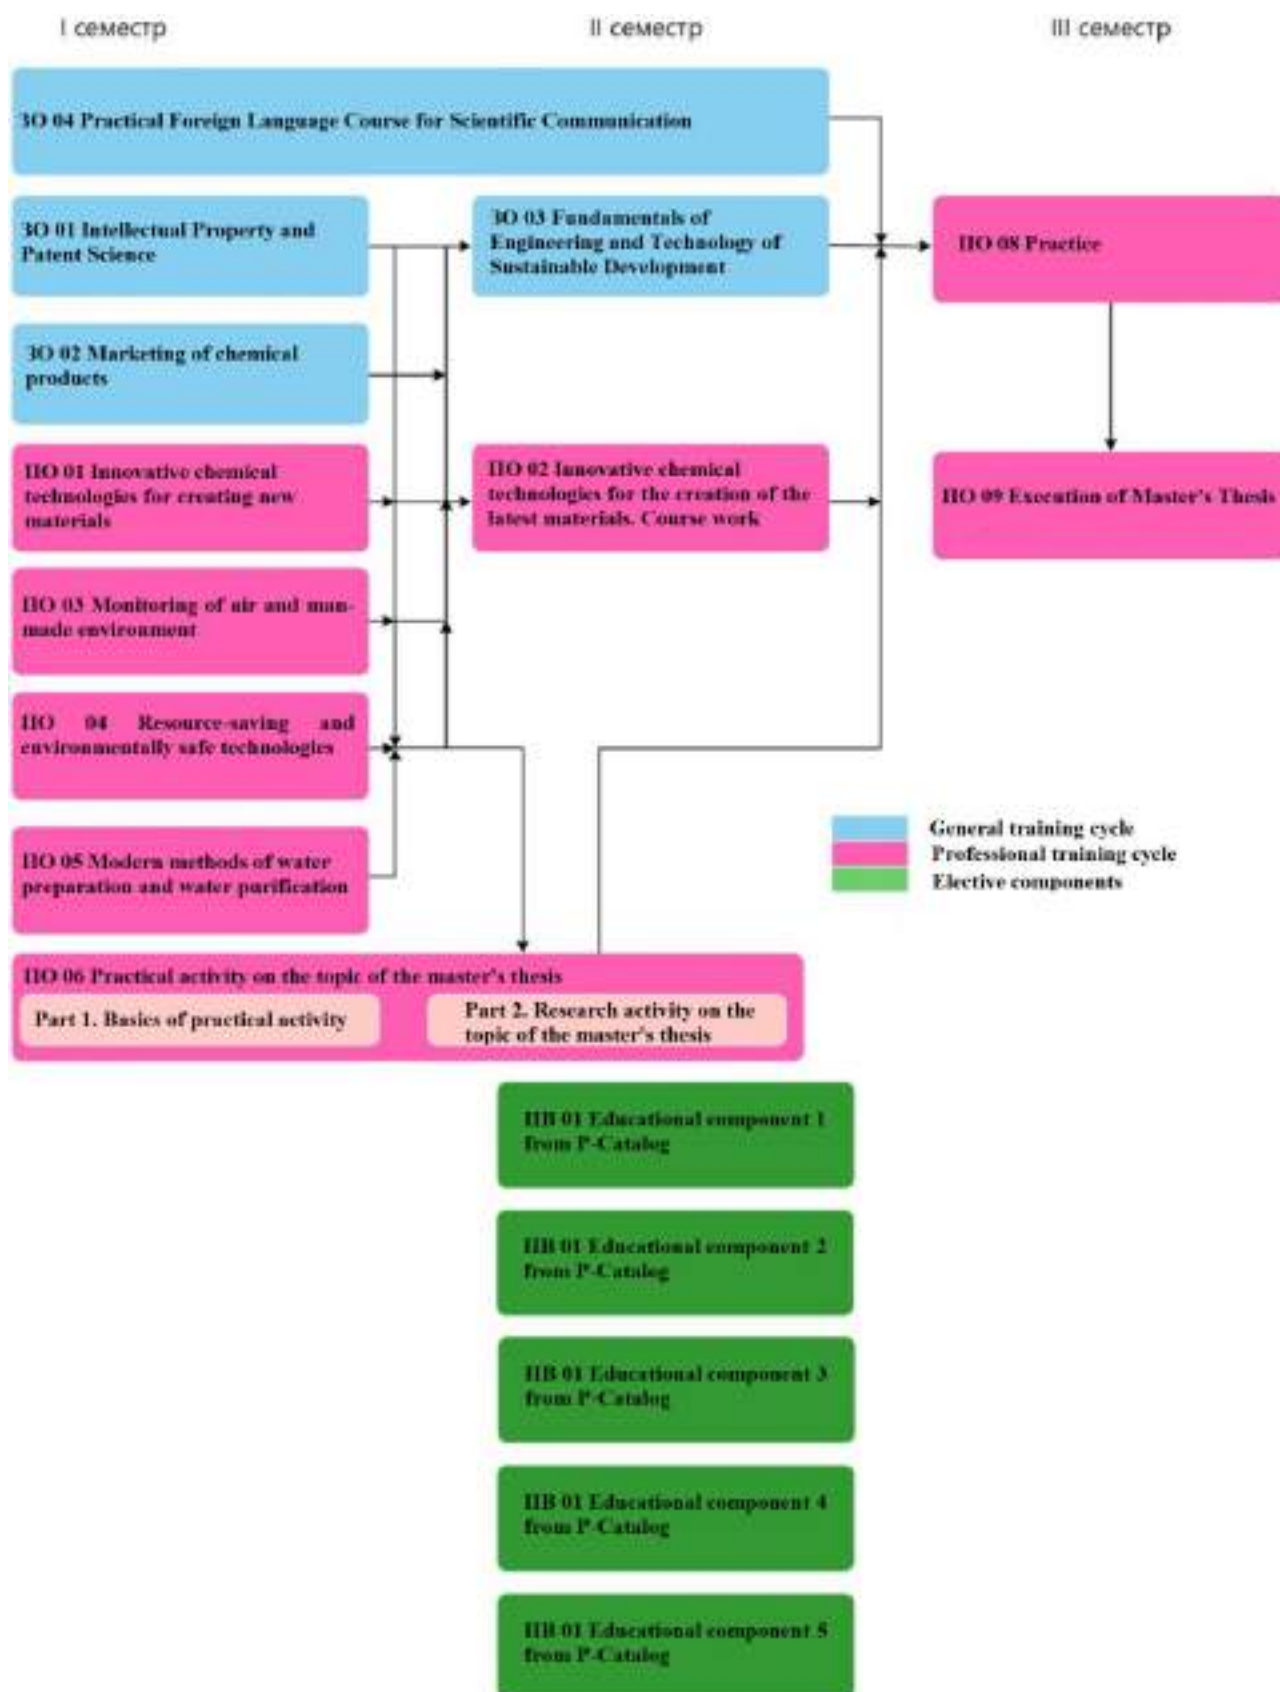 I семестр
II семестр
III семестр
ЗО 04 Practical Foreign Language Course for Scientific Communication
ЗО 01 Intellectual Property and
Patent Science
ЗО 03 Fundamentals of
Engineering and Technology of
Sustainable Development
ПО 08 Practice
ЗО 02 Marketing of chemical
products
ПО 01 Innovative chemical
technologies for creating new
materials
ПО 02 Innovative chemical
technologies for the creation of the
latest materials. Course work
ПО 09 Execution of Master's Thesis
ПО 03 Monitoring of air and man-
made environment
ПО 04 Resource-saving and
environmentally safe technologies
ПО 05 Modern methods of water
preparation and water purification
General training cycle
Professional training cycle
Elective components
ПО 06 Practical activity on the topic of the master's thesis
Part 1. Basics of practical activity
Part 2. Research activity on the
topic of the master's thesis
ПВ 01 Educational component 1
from P-Catalog
ПВ 01 Educational component 2
from P-Catalog
ПВ 01 Educational component 3
from P-Catalog
ПВ 01 Educational component 4
from P-Catalog
ПВ 01 Educational component 5
from P-Catalog